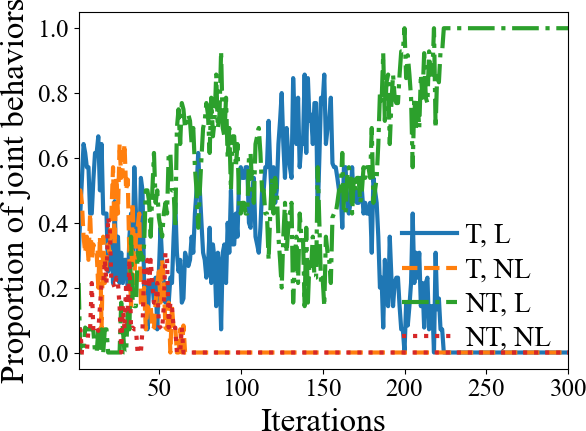 Proportion of joint behaviors
1.0
0.8
0.6
0.4
0.2
0.0
T, L
T, NL
NT, L
NT, NL
50
100
150
200
250
300
Iterations